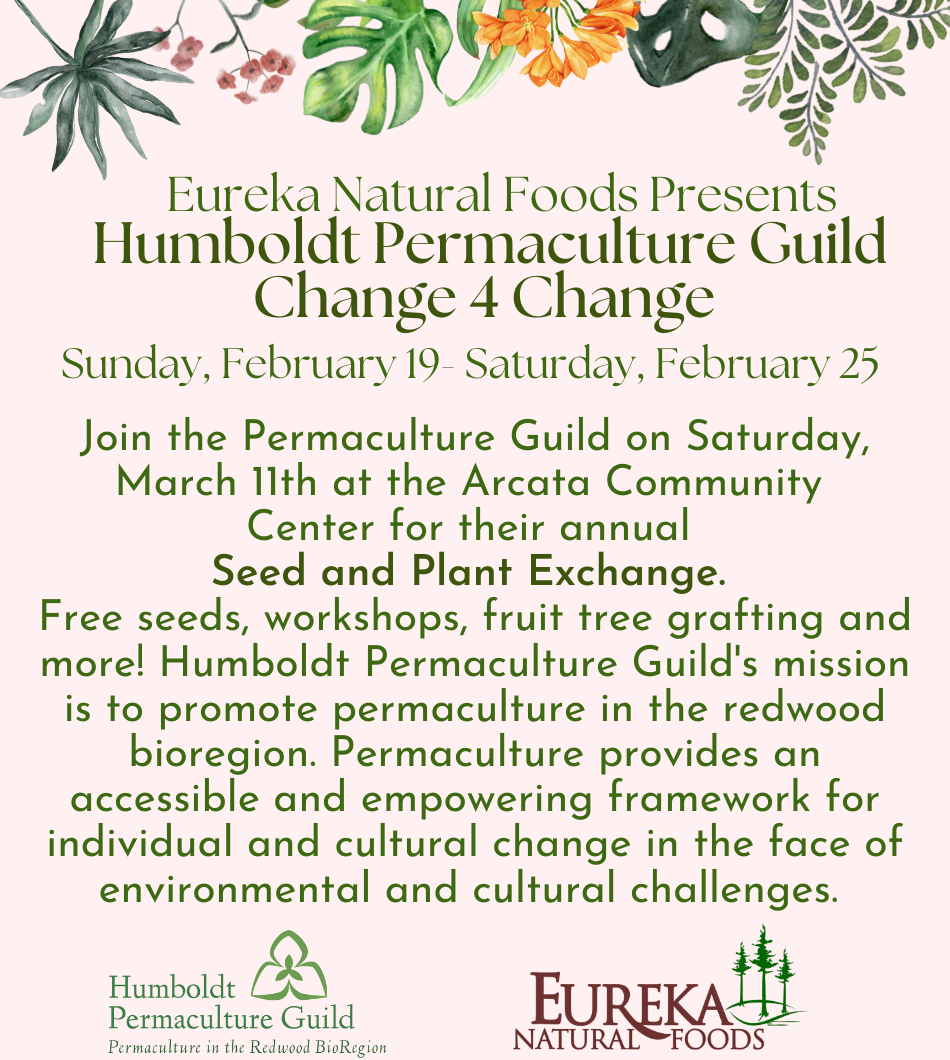 Eureka Natural Foods Presents
Humboldt Permaculture Guild
Change 4 Change
Sunday, February 19- Saturday, February 25
Join the Permaculture Guild on Saturday,
March 11th at the Arcata Community
Center for their annual
Seed and Plant Exchange.
Free seeds, workshops, fruit tree grafting and
more! Humboldt Permaculture Guild's mission
is to promote permaculture in the redwood
bioregion. Permaculture provides an
accessible and empowering framework for
individual and cultural change in the face of
environmental and cultural challenges.
Humboldt
Permaculture Guild
Permaculture in the Redwood BioRegion
EUREKA
NATURAL FOODS